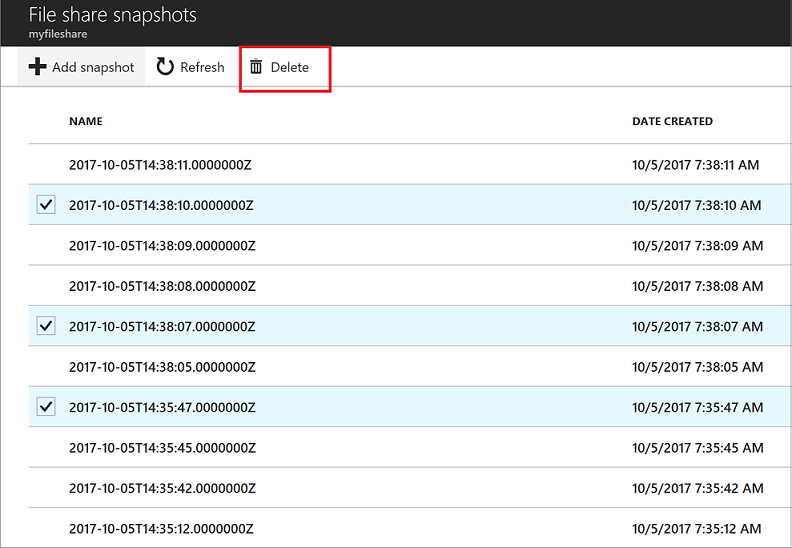 File share snapshots
myfileshare
Add snapshot Refresh Delete
NAME DATE CREATED
2017-10-05T14:38:11.0000000Z 10/5/2017 7:38:11 AM
2017-10-05T14:38:10.0000000Z 10/5/2017 7:38:10 AM
2017-10-05T14:38:09.0000000Z 10/5/2017 7:38:09 AM
2017-10-05T14:38:08.0000000Z 10/5/2017 7:38:08 AM
2017-10-05T14:38:07.0000000Z 10/5/2017 7:38:07 AM
2017-10-05T14:38:05.0000000Z 10/5/2017 7:38:05 AM
2017-10-05T14:35:47.0000000Z 10/5/2017 7:35:47 AM
2017-10-05T14:35:45.0000000Z 10/5/2017 7:35:45 AM
2017-10-05T14:35:42.0000000Z 10/5/2017 7:35:42 AM
2017-10-05T14:35:12.0000000Z 10/5/2017 7:35:12 AM